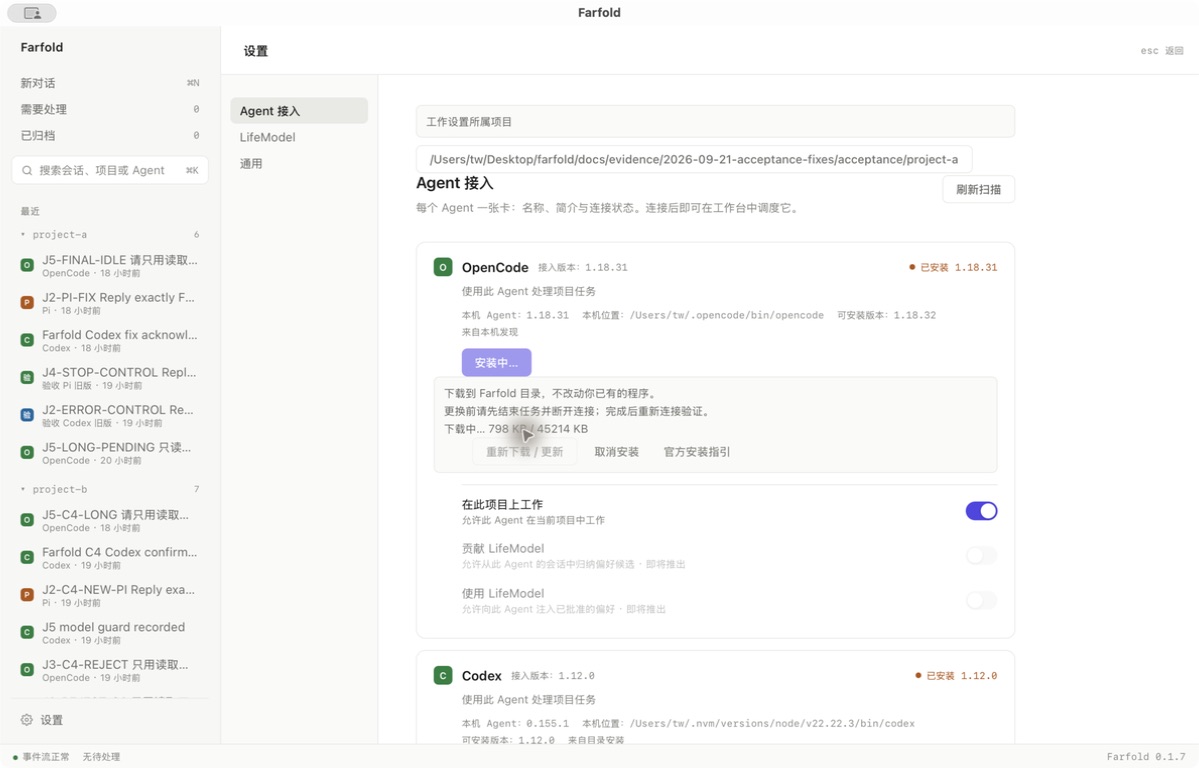 Farfold
Farfold
新对话 ⌘N
需要处理 0
已归档 0
搜索会话、项目或 Agent ⌘K
最近
project-a 6
O J5-FINAL-IDLE 请只用读取...
OpenCode · 18 小时前
P J2-PI-FIX Reply exactly F...
Pi · 18 小时前
C Farfold Codex fix acknowl...
Codex · 18 小时前
验 J4-STOP-CONTROL Repl...
验收 Pi 旧版 · 19 小时前
验 J2-ERROR-CONTROL Re...
验收 Codex 旧版 · 19 小时前
O J5-LONG-PENDING 只读...
OpenCode · 20 小时前
project-b 7
O J5-C4-LONG 请只用读取...
OpenCode · 18 小时前
C Farfold C4 Codex confirm...
Codex · 19 小时前
P J2-C4-NEW-PI Reply exa...
Pi · 19 小时前
C J5 model guard recorded
Codex · 19 小时前
O J3-C4-REJECT 只用读取...
OpenCode · 19 小时前
设置
设置
esc 返回
Agent 接入
LifeModel
通用
工作设置所属项目
/Users/tw/Desktop/farfold/docs/evidence/2026-09-21-acceptance-fixes/acceptance/project-a
Agent 接入
刷新扫描
每个 Agent 一张卡：名称、简介与连接状态。连接后即可在工作台中调度它。
O OpenCode 接入版本：1.18.31 已安装 1.18.31
使用此 Agent 处理项目任务
本机 Agent：1.18.31 本机位置：/Users/tw/.opencode/bin/opencode 可安装版本：1.18.32
来自本机发现
安装中...
下载到 Farfold 目录，不改动你已有的程序。
更换前请先结束任务并断开连接；完成后重新连接验证。
下载中... 798 KB / 45214 KB
重新下载 / 更新 取消安装 官方安装指引
在此项目上工作
允许此 Agent 在当前项目中工作
贡献 LifeModel
允许从此 Agent 的会话中归纳偏好候选 · 即将推出
使用 LifeModel
允许向此 Agent 注入已批准的偏好 · 即将推出
C Codex 接入版本：1.12.0 已安装 1.12.0
使用此 Agent 处理项目任务
本机 Agent：0.155.1 本机位置：/Users/tw/.nvm/versions/node/v22.22.3/bin/codex
可安装版本：1.12.0 来自目录安装
事件流正常 无待处理
Farfold 0.1.7